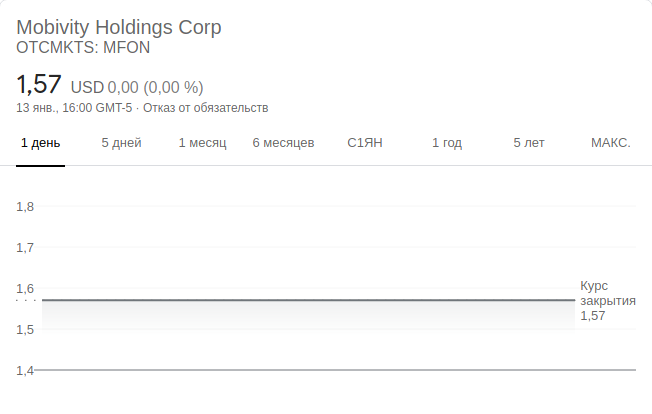 Mobivity Holdings Corp
OTCMKTS: MFON
1,57 USD 0,00 (0,00 %)
13 янв., 16:00 GMT-5 · Отказ от обязательств
1 день 5 дней 1 месяц 6 месяцев С1ЯН 1 год 5 лет МАКС.
1,8
1,7
1,6
Курс
закрытия
1,57
1,5
1,4